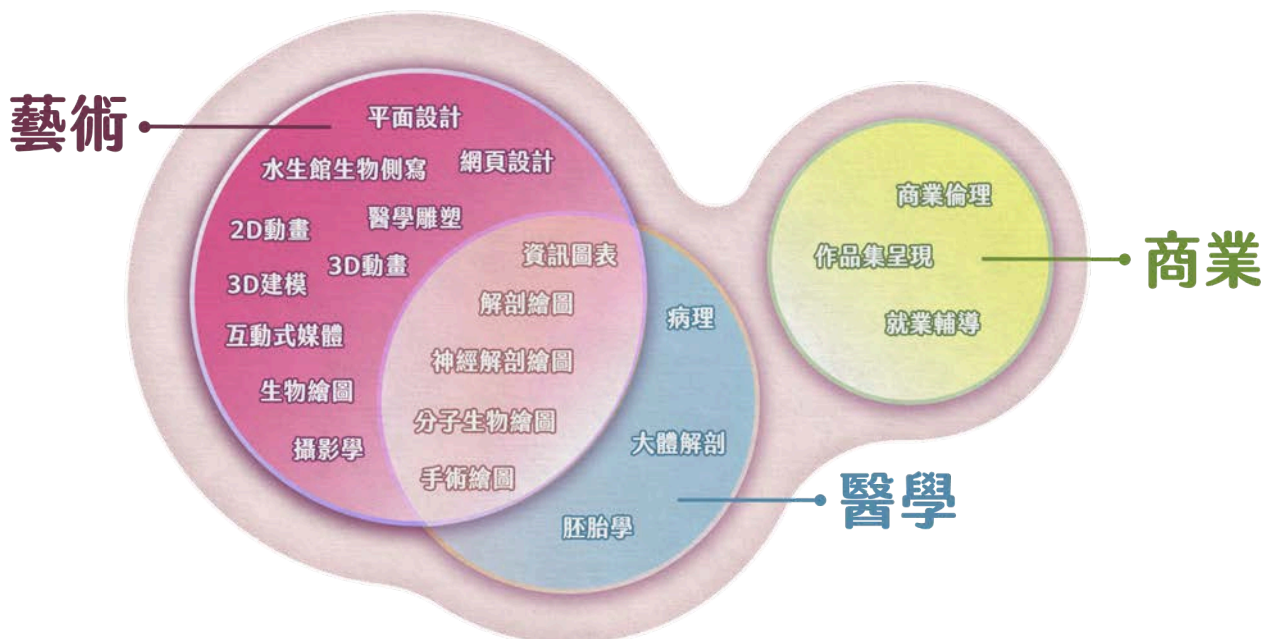 藝術
平面設計
水生館生物側寫
網頁設計
2D動畫
醫學雕塑
3D建模
3D動畫
互動式媒體
生物繪圖
攝影學
資訊圖表
解剖繪圖
神經解剖繪圖
分子生物繪圖
手術繪圖
病理
大體解剖
胚胎學
醫學
商業倫理
作品集呈現
就業輔導
商業